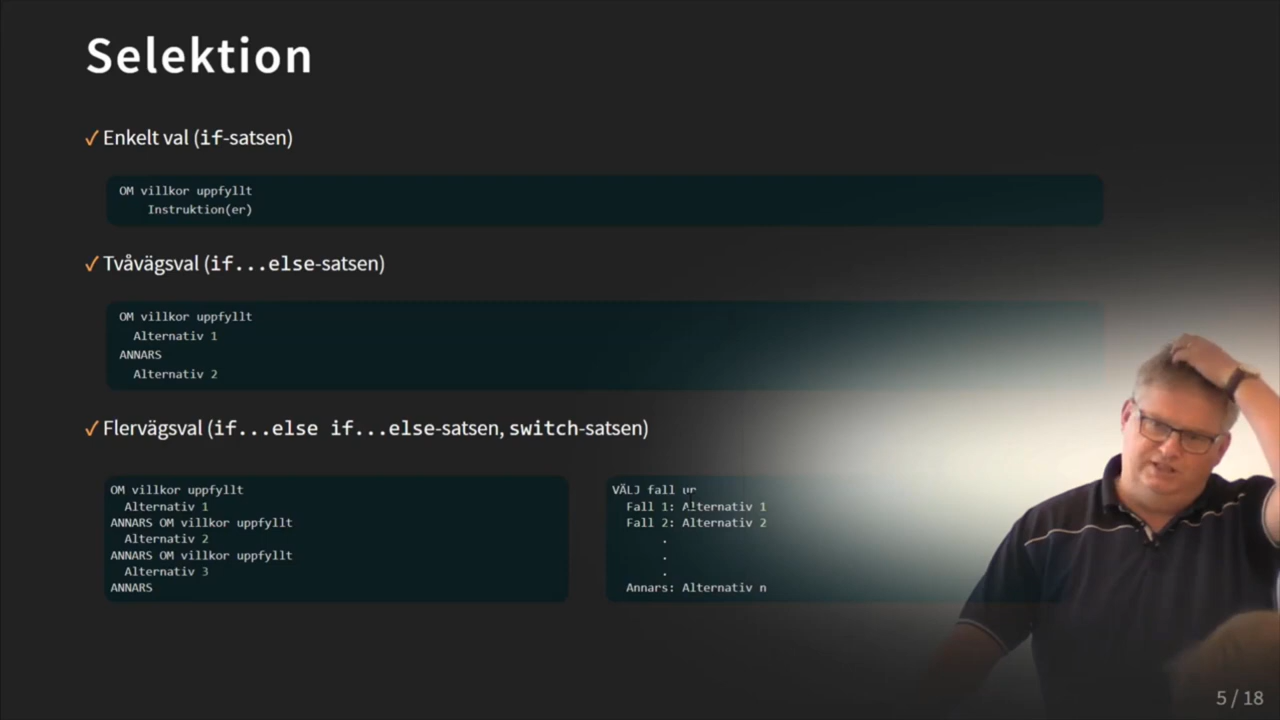 Selektion
✓ Enkelt val (if-satsen)
OM villkor uppfyllt
Instruktion(er)
✓ Tvåvägsval (if...else-satsen)
OM villkor uppfyllt
Alternativ 1
ANNARS
Alternativ 2
✓ Flervägsval (if...else if...else-satsen, switch-satsen)
OM villkor uppfyllt
Alternativ 1
ANNARS OM villkor uppfyllt
Alternativ 2
ANNARS OM villkor uppfyllt
Alternativ 3
ANNARS
VÄLJ fall ur
Fall 1: Alternativ 1
Fall 2: Alternativ 2
.
.
.
Annars: Alternativ n
5 / 18